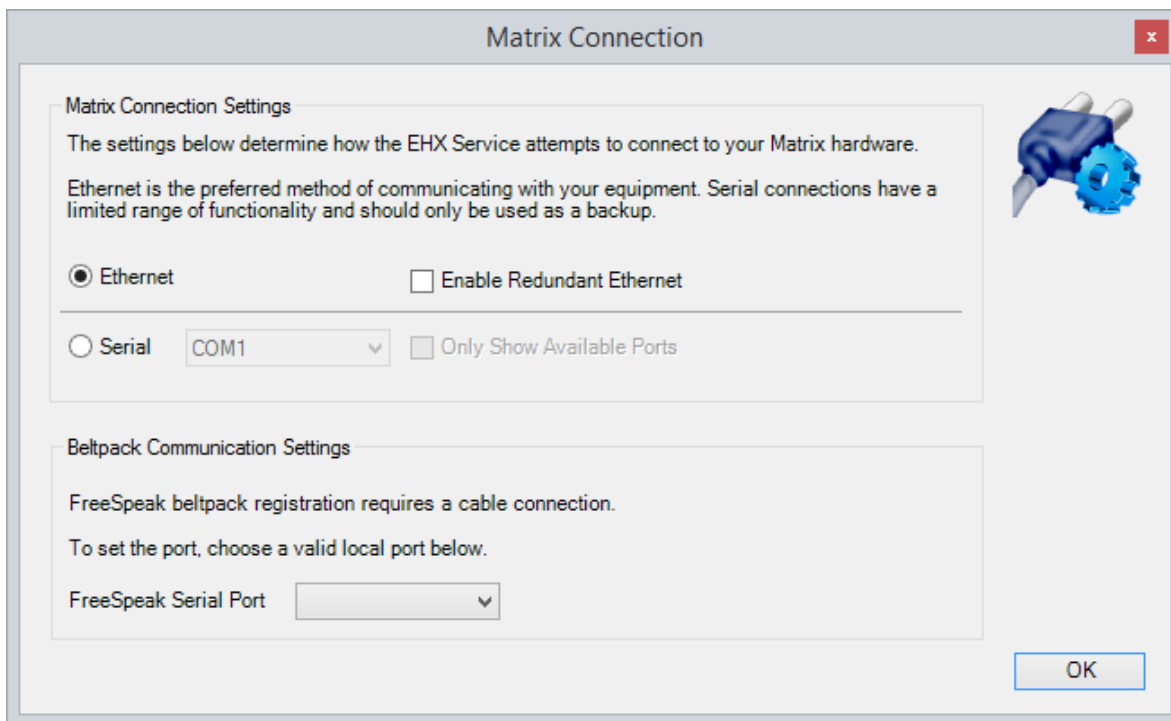 Matrix Connection
x
Matrix Connection Settings
The settings below determine how the EHX Service attempts to connect to your Matrix hardware.
Ethernet is the preferred method of communicating with your equipment. Serial connections have a
limited range of functionality and should only be used as a backup.
Ethernet Enable Redundant Ethernet
Serial COM1 Only Show Available Ports
Beltpack Communication Settings
FreeSpeak beltpack registration requires a cable connection.
To set the port, choose a valid local port below.
FreeSpeak Serial Port
OK